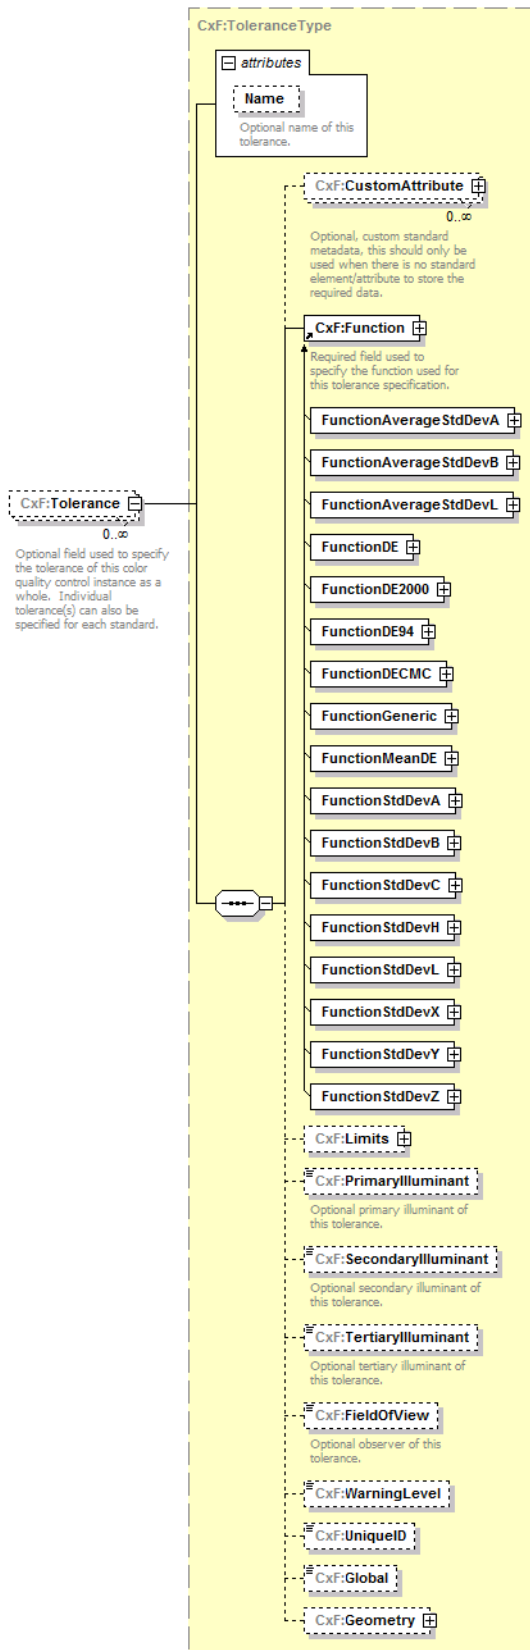 CxF:ToleranceType
attributes
Name
Optional name of this
tolerance.
CxF:CustomAttribute
0..∞
Optional, custom standard
metadata, this should only be
used when there is no standard
element/attribute to store the
required data.
CxF:Function
Required field used to
specify the function used for
this tolerance specification.
FunctionAverageStdDevA
FunctionAverageStdDevB
FunctionAverageStdDevL
CxF:Tolerance
0..∞
Optional field used to specify
the tolerance of this color
quality control instance as a
whole. Individual
tolerance(s) can also be
specified for each standard.
FunctionDE
FunctionDE2000
FunctionDE94
FunctionDECMC
FunctionGeneric
FunctionMeanDE
FunctionStdDevA
FunctionStdDevB
FunctionStdDevC
FunctionStdDevH
FunctionStdDevL
FunctionStdDevX
FunctionStdDevY
FunctionStdDevZ
CxF:Limits
CxF:PrimaryIlluminant
Optional primary illuminant of
this tolerance.
CxF:SecondaryIlluminant
Optional secondary illuminant of
this tolerance.
CxF:TertiaryIlluminant
Optional tertiary illuminant of
this tolerance.
CxF:FieldOfView
Optional observer of this
tolerance.
CxF:WarningLevel
CxF:UniqueID
CxF:Global
CxF:Geometry